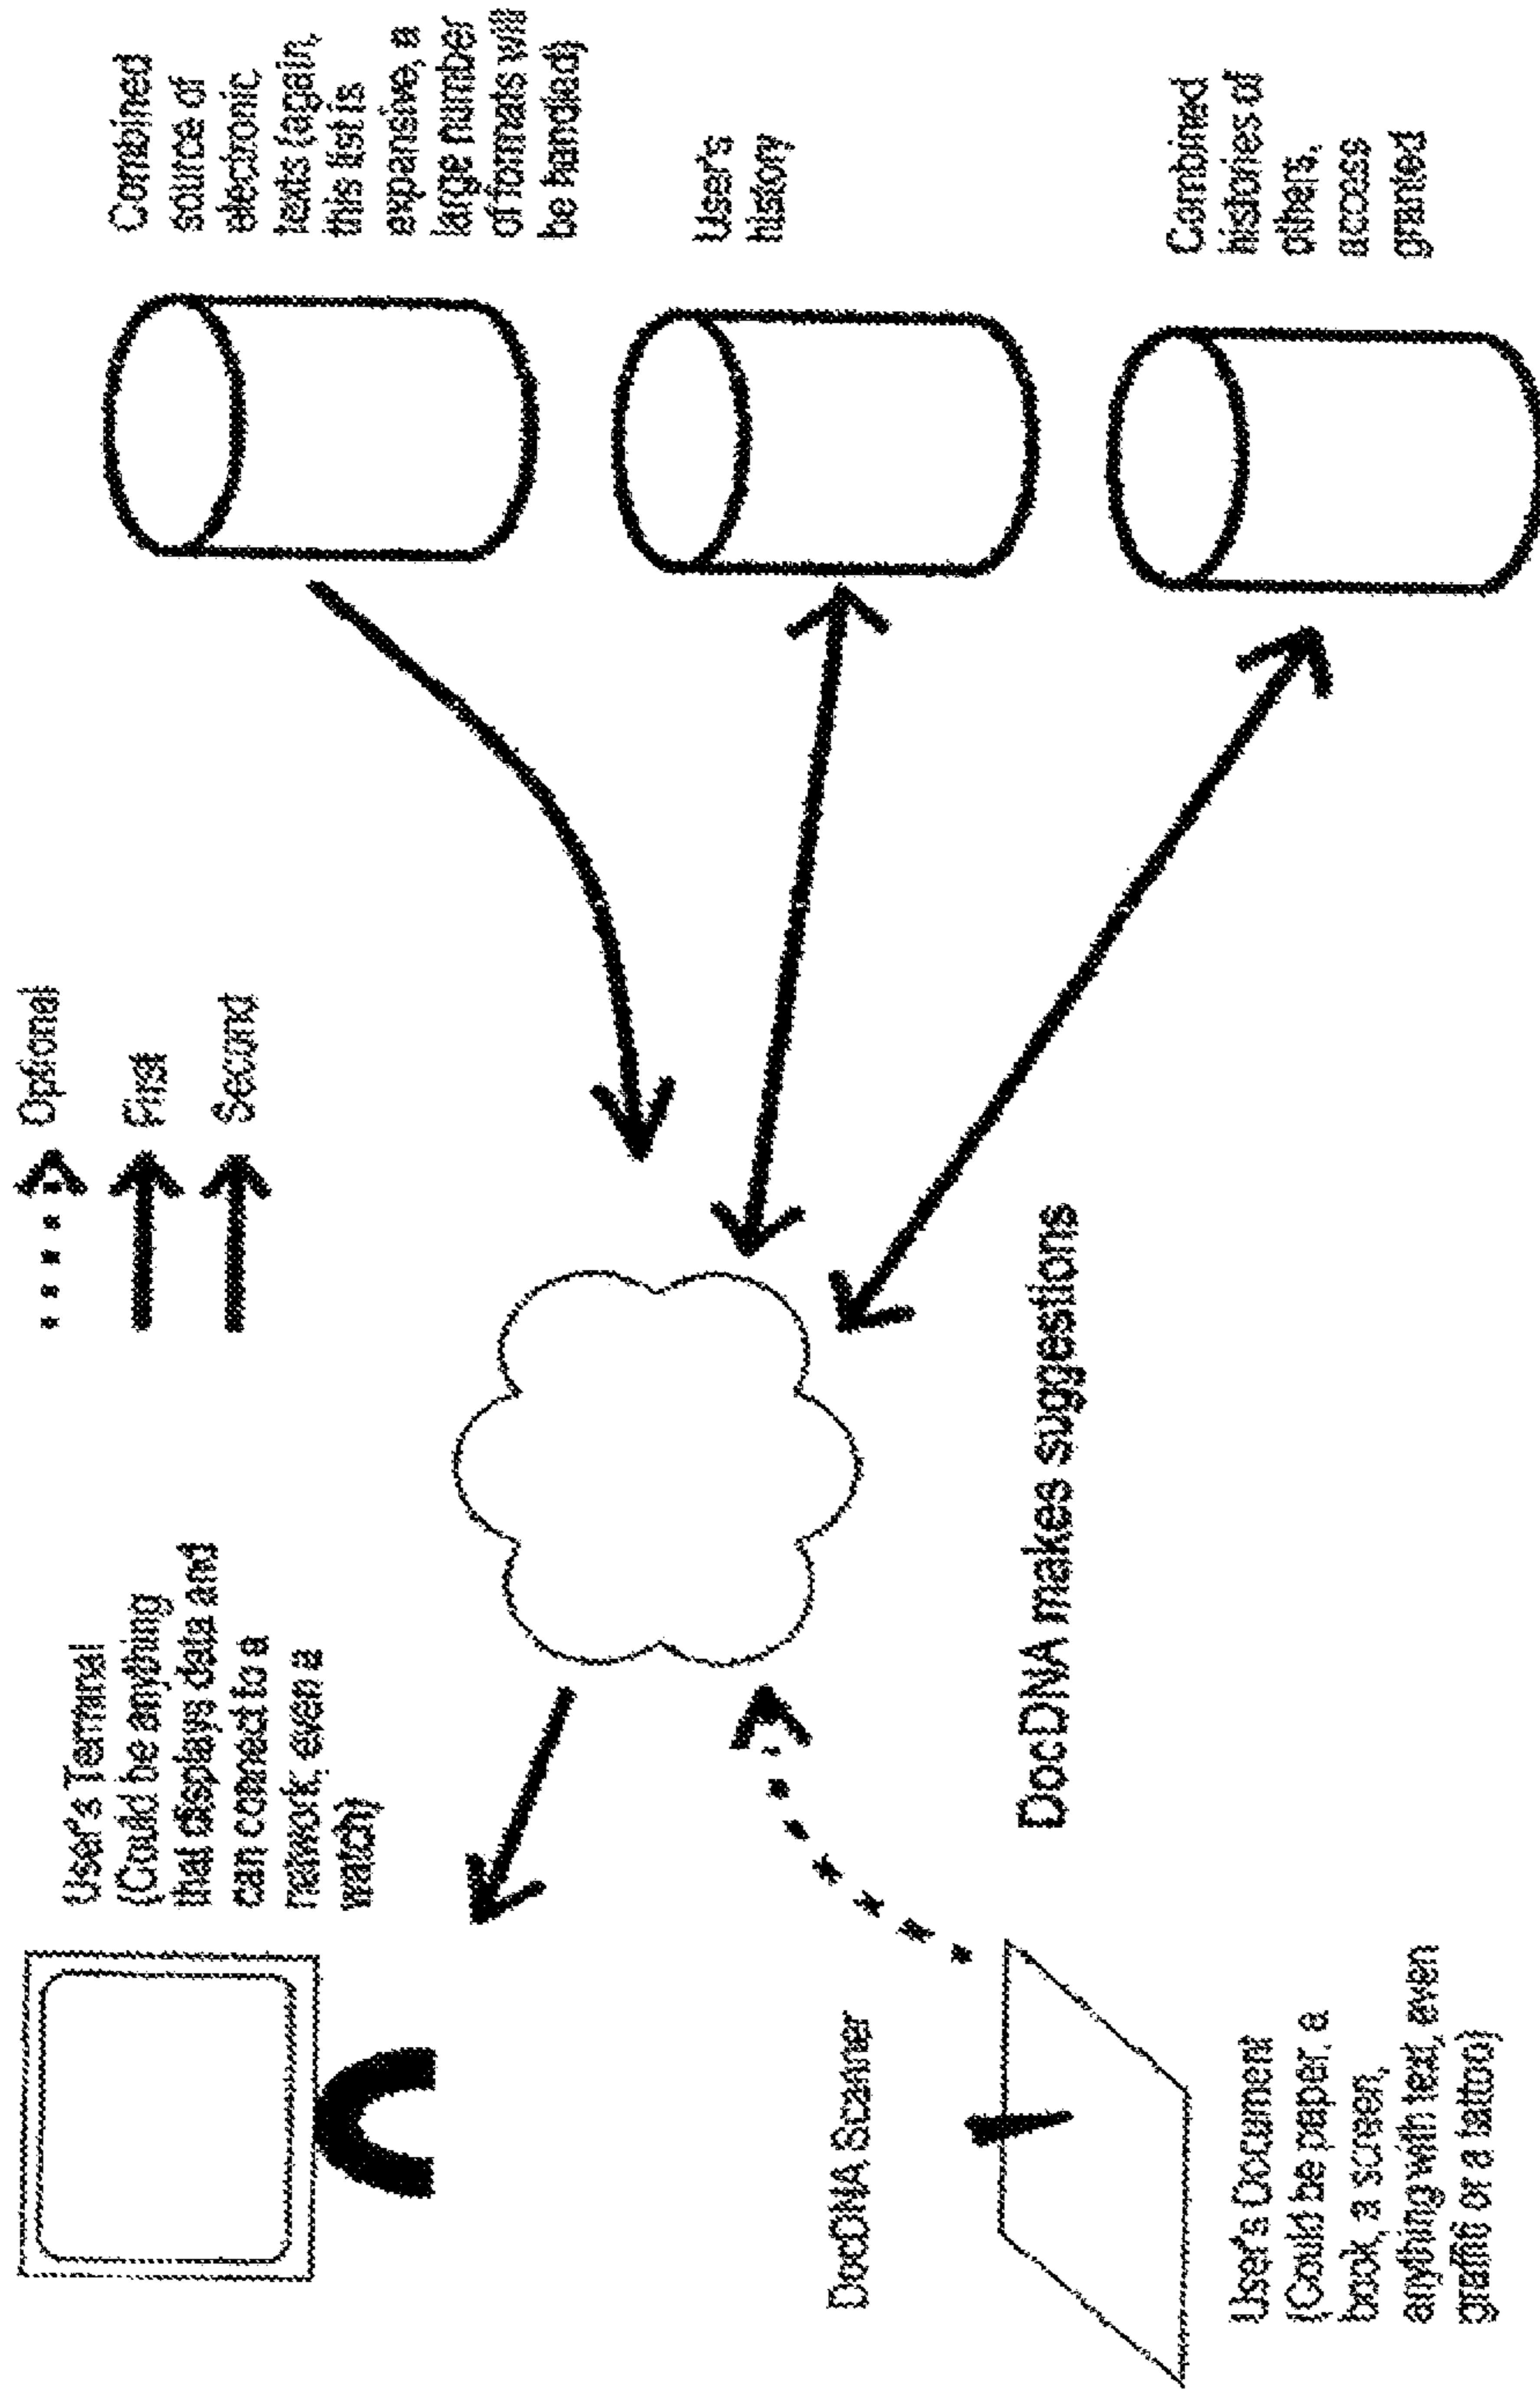 User's Terminal
(Could be anything
that displays data and
can connect to a
network, even a
watch)
Optional
First
Second
Combined
source of
electronic
texts (again,
this list is
expansive, a
large number
of formats will
be handled)
User's
history
Combined
histories of
others,
access
granted
DocDNA makes suggestions
DocDNA Scanner
User's Document
(Could be paper, a
book, a screen,
anything with text, even
graffiti or a tattoo)